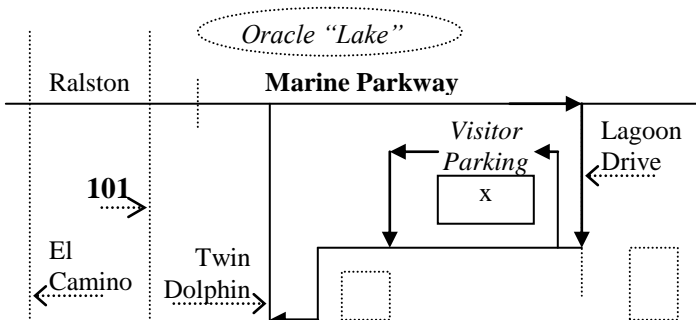 Oracle “Lake”
Ralston
Marine Parkway
Visitor
Parking
Lagoon
Drive
x
101
El
Camino
Twin
Dolphin